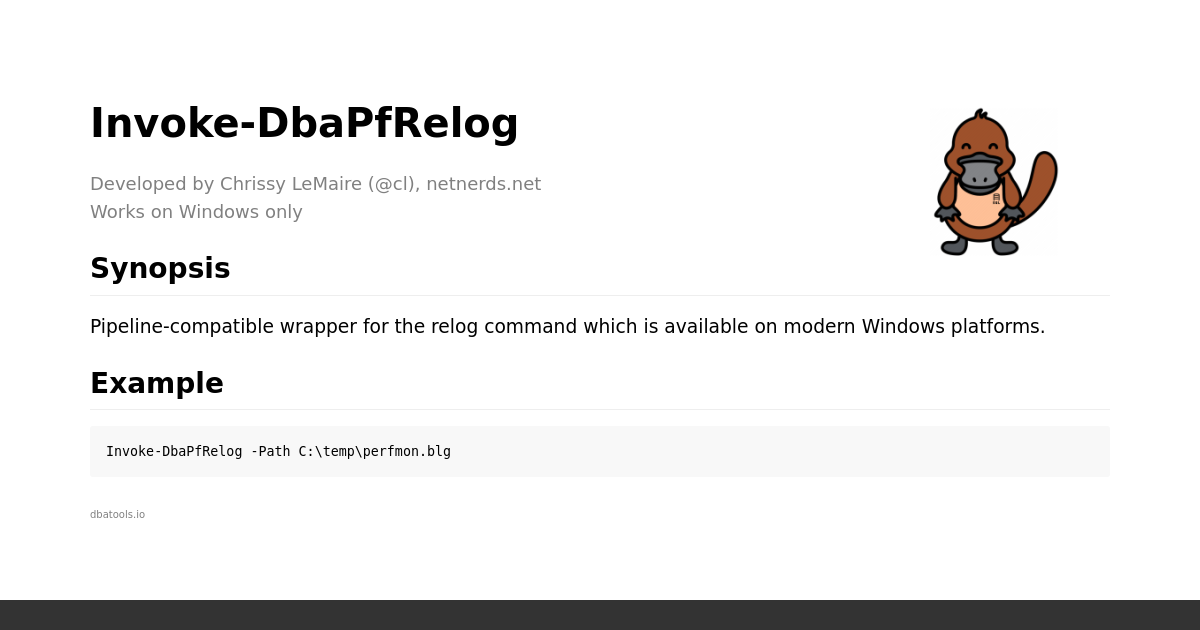 Invoke-DbaPfRelog
Developed by Chrissy LeMaire (@cl), netnerds.net
Works on Windows only
Synopsis
Pipeline-compatible wrapper for the relog command which is available on modern Windows platforms.
Example
Invoke-DbaPfRelog -Path C:\temp\perfmon.blg
dbatools.io